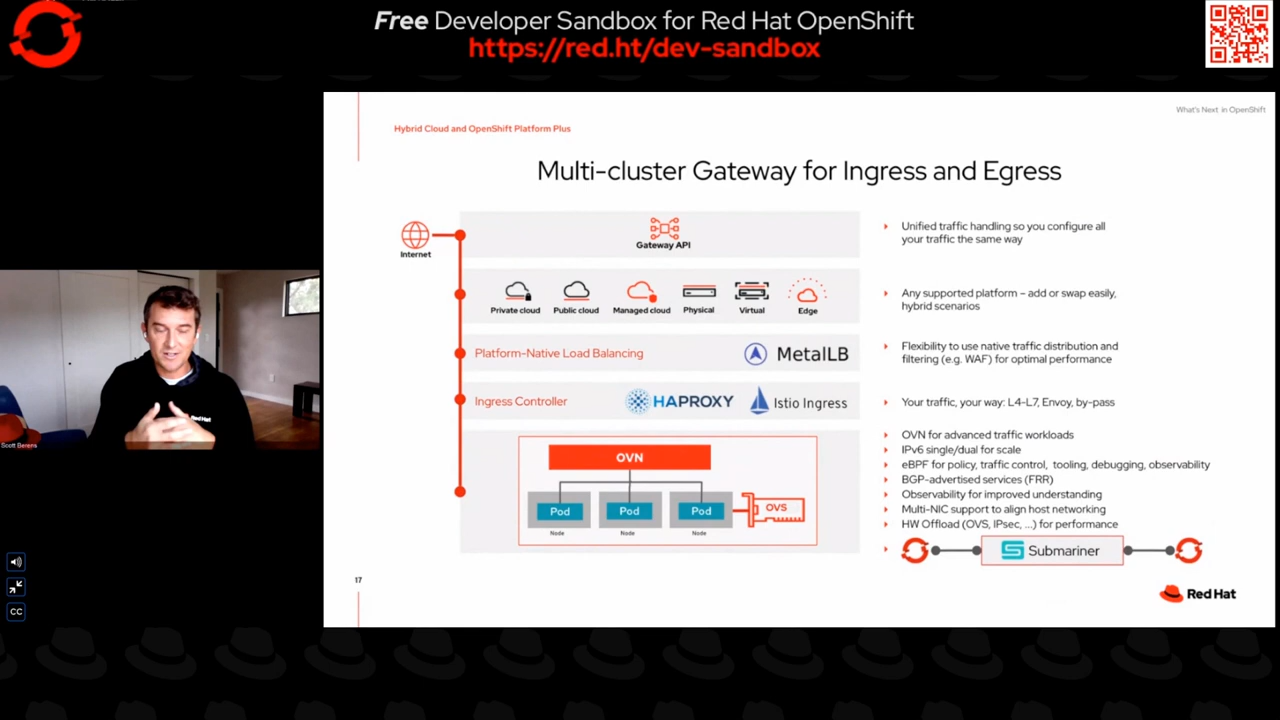 Free Developer Sandbox for Red Hat OpenShift
https://red.ht/dev-sandbox
What's Next in OpenShift
Hybrid Cloud and OpenShift Platform Plus
Multi-cluster Gateway for Ingress and Egress
Internet
Gateway API
Unified traffic handling so you configure all
your traffic the same way
Private cloud
Public cloud
Managed cloud
Physical
Virtual
Edge
Any supported platform – add or swap easily,
hybrid scenarios
Platform-Native Load Balancing
MetalLB
Flexibility to use native traffic distribution and
filtering (e.g. WAF) for optimal performance
Ingress Controller
HAPROXY
Istio Ingress
Your traffic, your way: L4-L7, Envoy, by-pass
OVN
Pod
Pod
Pod
OVS
Node
Node
Node
OVN for advanced traffic workloads
IPv6 single/dual for scale
eBPF for policy, traffic control, tooling, debugging, observability
BGP-advertised services (FRR)
Observability for improved understanding
Multi-NIC support to align host networking
HW Offload (OVS, IPsec, ...) for performance
Submariner
17
Red Hat
Red Hat
Scott Berens
CC